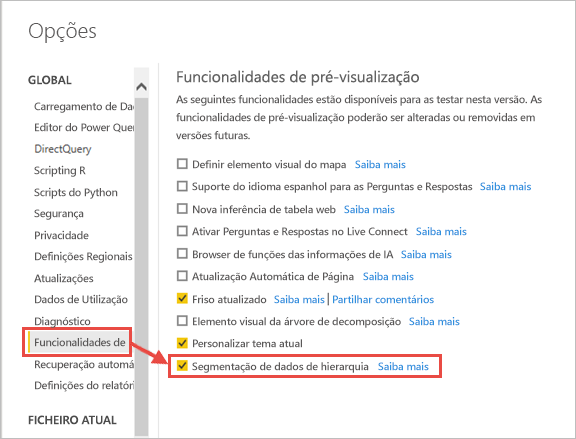 Opções
GLOBAL
Carregamento de Da
Editor do Power Que
DirectQuery
Scripting R
Scripts do Python
Segurança
Privacidade
Definições Regionais
Atualizações
Dados de Utilização
Diagnóstico
Funcionalidades de
Recuperação automá
Definições do relatóri
FICHEIRO ATUAL
Funcionalidades de pré-visualização
As seguintes funcionalidades estão disponíveis para as testar nesta versão. As
funcionalidades de pré-visualização poderão ser alteradas ou removidas em
versões futuras.
Definir elemento visual do mapa Saiba mais
Suporte do idioma espanhol para as Perguntas e Respostas Saiba mais
Nova inferência de tabela web Saiba mais
Ativar Perguntas e Respostas no Live Connect Saiba mais
Browser de funções das informações de IA Saiba mais
Atualização Automática de Página Saiba mais
Friso atualizado Saiba mais | Partilhar comentários
Elemento visual da árvore de decomposição Saiba mais
Personalizar tema atual
Segmentação de dados de hierarquia Saiba mais